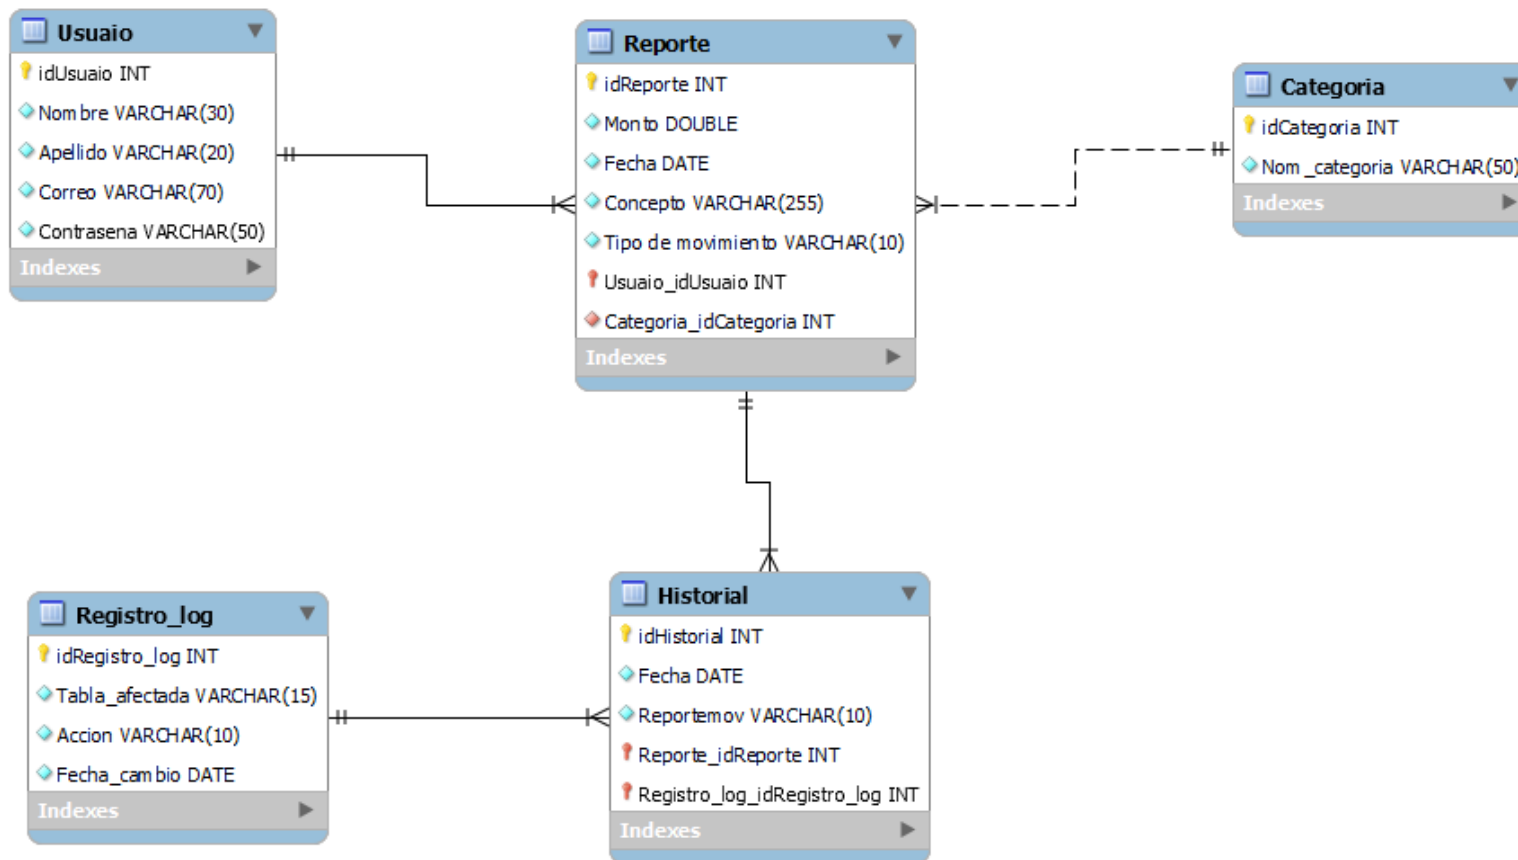 Usuaio
idUsuaio INT
Nombre VARCHAR(30)
Apellido VARCHAR(20)
Correo VARCHAR(70)
Contrasena VARCHAR(50)
Indexes
Reporte
idReporte INT
Monto DOUBLE
Fecha DATE
Concepto VARCHAR(255)
Tipo de movimiento VARCHAR(10)
Usuaio_idUsuaio INT
Categoria_idCategoria INT
Indexes
Categoria
idCategoria INT
Nom_categoria VARCHAR(50)
Indexes
Registro_log
idRegistro_log INT
Tabla_afectada VARCHAR(15)
Accion VARCHAR(10)
Fecha_cambio DATE
Indexes
Historial
idHistorial INT
Fecha DATE
Reportemov VARCHAR(10)
Reporte_idReporte INT
Registro_log_idRegistro_log INT
Indexes